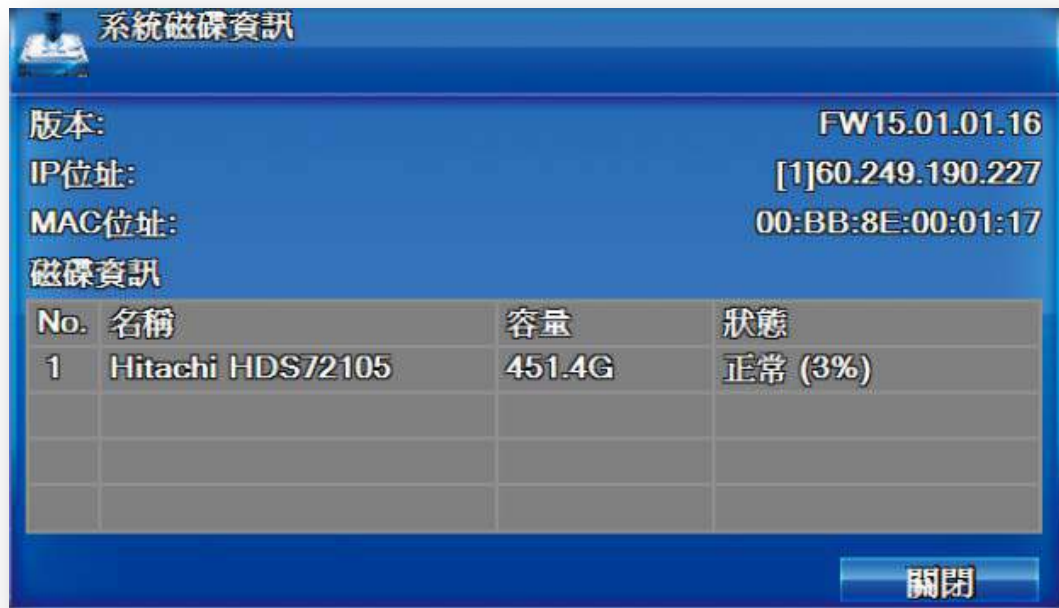 系統磁碟資訊
版本: FW15.01.01.16
IP位址: [1]60.249.190.227
MAC位址: 00:BB:8E:00:01:17
磁碟資訊
No. 名稱 容量 狀態
1 Hitachi HDS72105 451.4G 正常 (3%)
關閉